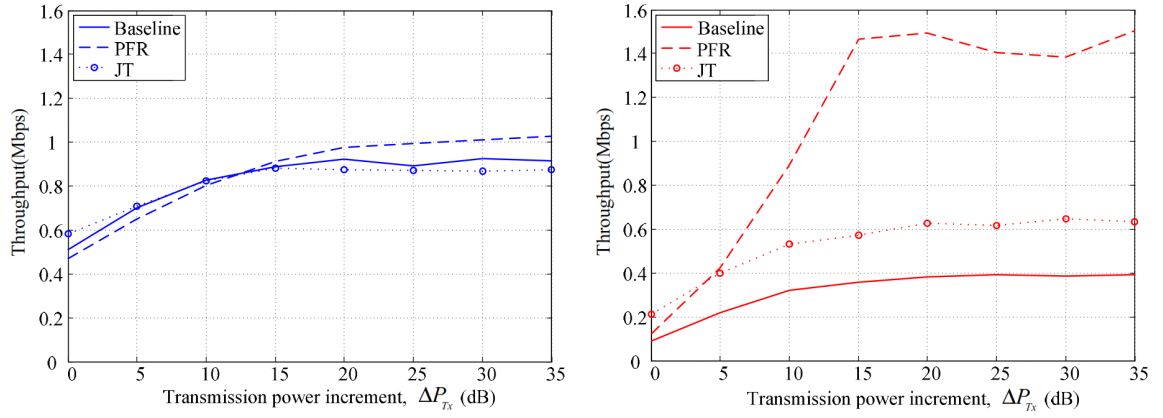 Baseline
PFR
JT
Throughput(Mbps)
1.6
1.4
1.2
1
0.8
0.6
0.4
0.2
0
0 5 10 15 20 25 30 35
Transmission power increment, ΔP_Tx (dB)
Baseline
PFR
JT
Throughput(Mbps)
1.6
1.4
1.2
1
0.8
0.6
0.4
0.2
0
0 5 10 15 20 25 30 35
Transmission power increment, ΔP_Tx (dB)